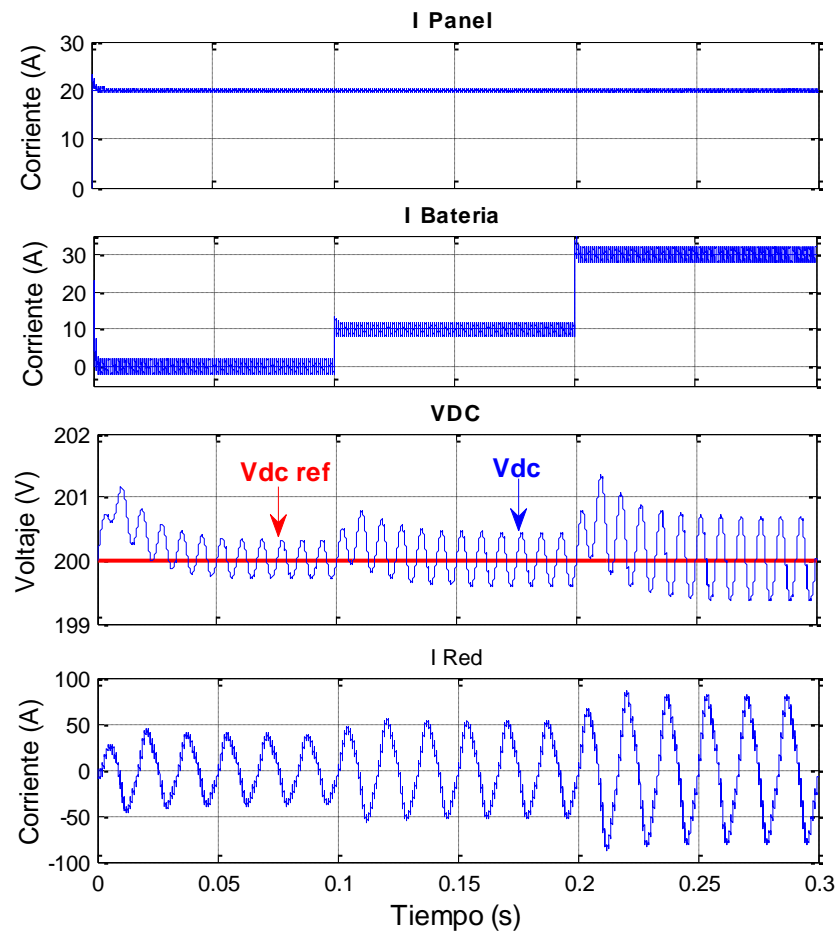 I Panel
Corriente (A)
30
20
10
0
I Bateria
Corriente (A)
30
20
10
0
VDC
Voltaje (V)
202
201
200
199
Vdc ref
Vdc
I Red
Corriente (A)
100
50
0
-50
-100
0 0.05 0.1 0.15 0.2 0.25 0.3
Tiempo (s)